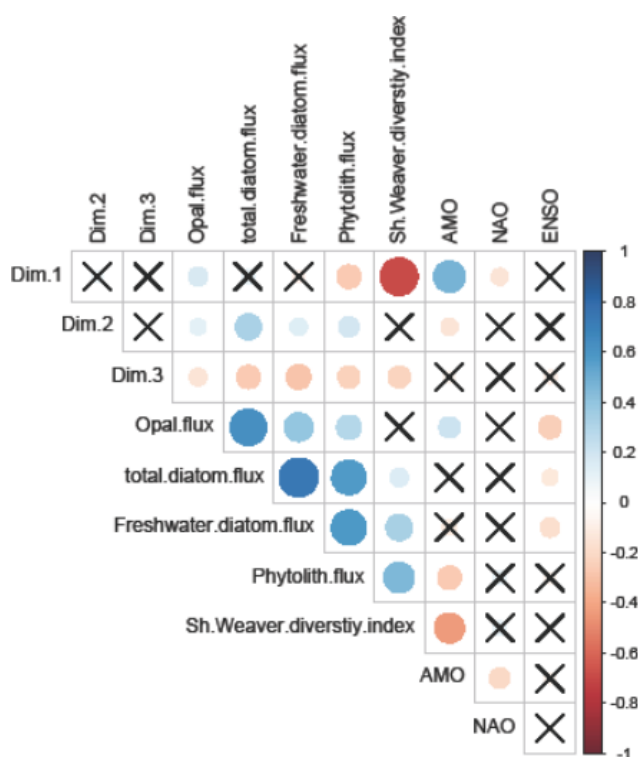 Dim.2
Dim.3
Opal.flux
total.diatom.flux
Freshwater.diatom.flux
Phytolith.flux
Sh.Weaver.diverstiy.index
AMO
NAO
ENSO
Dim.1
Dim.2
Dim.3
Opal.flux
total.diatom.flux
Freshwater.diatom.flux
Phytolith.flux
Sh.Weaver.diverstiy.index
AMO
NAO
1
0.8
0.6
0.4
0.2
0
-0.2
-0.4
-0.6
-0.8
-1